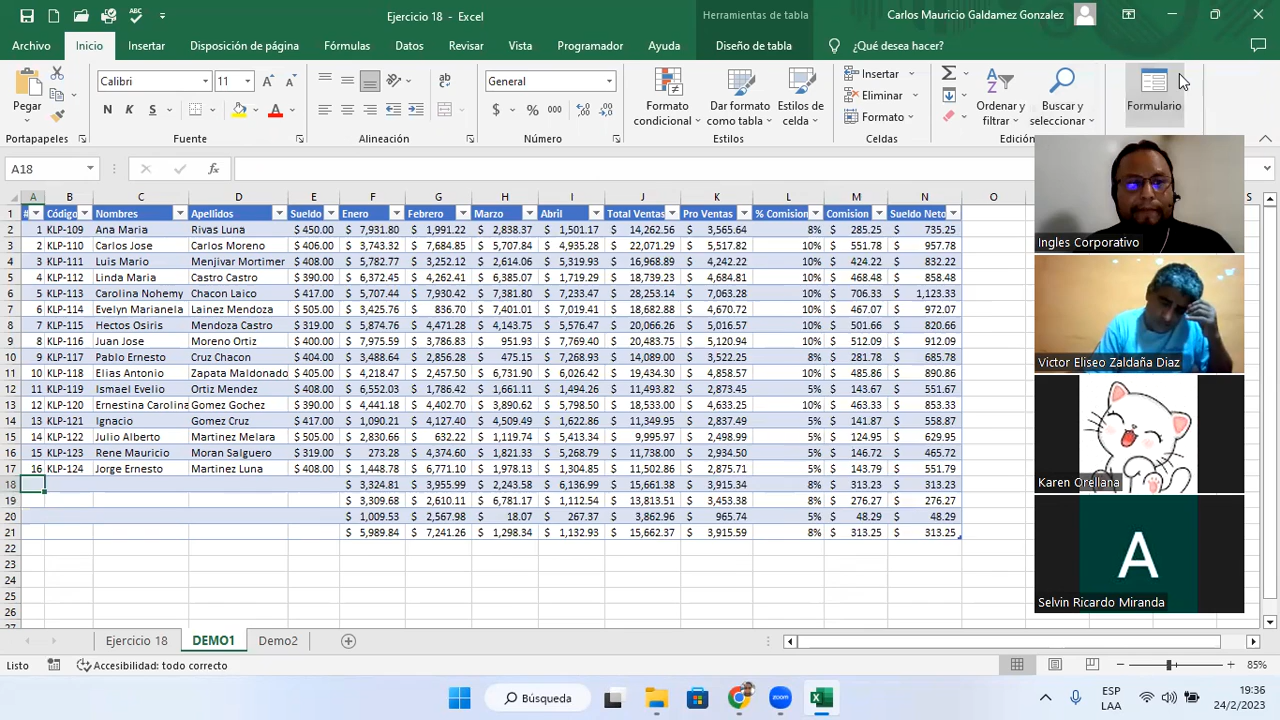 Ejercicio 18 - Excel
Herramientas de tabla
Carlos Mauricio Galdamez Gonzalez
Archivo Inicio Insertar Disposición de página Fórmulas Datos Revisar Vista Programador Ayuda Diseño de tabla ¿Qué desea hacer?
Pegar
Calibri 11
N K S
General
$ % 000
Formato condicional
Dar formato como tabla
Estilos de celda
Insertar
Eliminar
Formato
Ordenar y filtrar
Buscar y seleccionar
Formulario
Portapapeles Fuente Alineación Número Estilos Celdas Edición
A18
fx
A B C D E F G H I J K L M N O S
1 # Código Nombres Apellidos Sueldo Enero Febrero Marzo Abril Total Ventas Pro Ventas % Comision Comision Sueldo Neto
2 1 KLP-109 Ana Maria Rivas Luna $ 450.00 $ 7,931.80 $ 1,991.22 $ 2,838.37 $ 1,501.17 $ 14,262.56 $ 3,565.64 8% $ 285.25 $ 735.25
3 2 KLP-110 Carlos Jose Carlos Moreno $ 406.00 $ 3,743.32 $ 7,684.85 $ 5,707.84 $ 4,935.28 $ 22,071.29 $ 5,517.82 10% $ 551.78 $ 957.78
4 3 KLP-111 Luis Mario Menjivar Mortimer $ 408.00 $ 5,782.77 $ 3,252.12 $ 2,614.06 $ 5,319.93 $ 16,968.89 $ 4,242.22 10% $ 424.22 $ 832.22
5 4 KLP-112 Linda Maria Castro Castro $ 390.00 $ 6,372.45 $ 4,262.41 $ 6,385.07 $ 1,719.29 $ 18,739.23 $ 4,684.81 10% $ 468.48 $ 858.48
6 5 KLP-113 Carolina Nohemy Chacon Laico $ 417.00 $ 5,707.44 $ 7,930.42 $ 7,381.80 $ 7,233.47 $ 28,253.14 $ 7,063.28 10% $ 706.33 $ 1,123.33
7 6 KLP-114 Evelyn Marianela Lainez Mendoza $ 505.00 $ 3,425.76 $ 836.70 $ 7,401.01 $ 7,019.41 $ 18,682.88 $ 4,670.72 10% $ 467.07 $ 972.07
8 7 KLP-115 Hectos Osiris Mendoza Castro $ 319.00 $ 5,874.76 $ 4,471.28 $ 4,143.75 $ 5,576.47 $ 20,066.26 $ 5,016.57 10% $ 501.66 $ 820.66
9 8 KLP-116 Juan Jose Moreno Ortiz $ 400.00 $ 7,975.59 $ 3,786.83 $ 951.93 $ 7,769.40 $ 20,483.75 $ 5,120.94 10% $ 512.09 $ 912.09
10 9 KLP-117 Pablo Ernesto Cruz Chacon $ 404.00 $ 3,488.64 $ 2,856.28 $ 475.15 $ 7,268.93 $ 14,089.00 $ 3,522.25 8% $ 281.78 $ 685.78
11 10 KLP-118 Elias Antonio Zapata Maldonado $ 405.00 $ 6,731.90 $ 6,026.42 $ 19,434.30 $ 4,858.57 10% $ 485.86 $ 890.86
12 11 KLP-119 Ismael Evelio Ortiz Mendez $ 408.00 $ 1,661.11 $ 1,494.26 $ 11,493.82 $ 2,873.45 5% $ 143.67 $ 551.67
13 12 KLP-120 Ernestina Carolina Gomez Gochez $ 390.00 $ 4,441.18 $ 4,402.70 $ 3,890.62 $ 5,798.50 $ 18,533.00 $ 4,633.25 10% $ 463.33 $ 853.33
14 13 KLP-121 Ignacio Gomez Cruz $ 417.00 $ 1,090.21 $ 4,127.40 $ 4,509.49 $ 1,622.86 $ 11,349.95 $ 2,837.49 5% $ 141.87 $ 558.87
15 14 KLP-122 Julio Alberto Martinez Melara $ 505.00 $ 2,830.66 $ 632.22 $ 1,119.74 $ 5,413.34 $ 9,995.97 $ 2,498.99 5% $ 124.95 $ 629.95
16 15 KLP-123 Rene Mauricio Moran Salguero $ 319.00 $ 273.28 $ 4,374.60 $ 1,821.33 $ 5,268.79 $ 11,738.00 $ 2,934.50 5% $ 146.72 $ 465.72
17 16 KLP-124 Jorge Ernesto Martinez Luna $ 408.00 $ 1,448.78 $ 6,771.10 $ 1,978.13 $ 1,304.85 $ 11,502.86 $ 2,875.71 5% $ 143.79 $ 551.79
18 $ 3,324.81 $ 3,955.99 $ 2,243.58 $ 6,136.99 $ 15,661.38 $ 3,915.34 8% $ 313.23 $ 313.23
19 $ 3,309.68 $ 2,610.11 $ 6,781.17 $ 1,112.54 $ 13,813.51 $ 3,453.38 8% $ 276.27 $ 276.27
20 $ 1,009.53 $ 2,567.98 $ 18.07 $ 267.37 $ 3,862.96 $ 965.74 5% $ 48.29 $ 48.29
21 $ 5,989.84 $ 7,241.26 $ 1,298.34 $ 1,132.93 $ 15,662.37 $ 3,915.59 8% $ 313.25 $ 313.25
22
23
24
25
26
27
Ingles Corporativo
Victor Eliseo Zaldaña Diaz
Karen Orellana
A
Selvin Ricardo Miranda
Ejercicio 18 DEMO1 Demo2
Listo Accesibilidad: todo correcto 85%
Búsqueda
zoom
ESP
LAA
19:36
24/2/2023